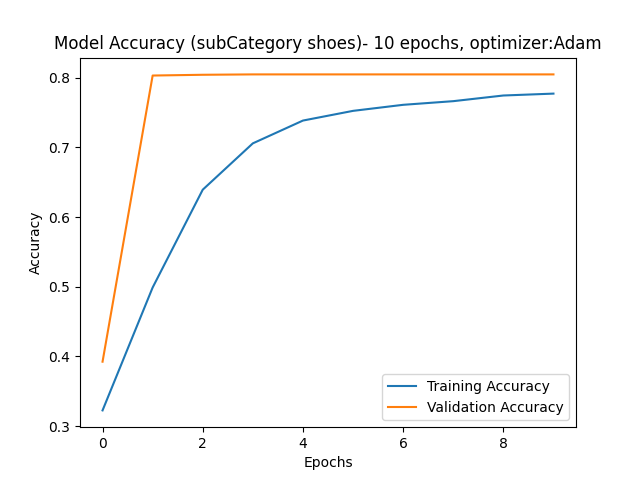 Model Accuracy (subCategory shoes)- 10 epochs, optimizer:Adam
0.8
0.7
0.6
0.5
0.4
0.3
Accuracy
0
2
4
6
8
Epochs
Training Accuracy
Validation Accuracy